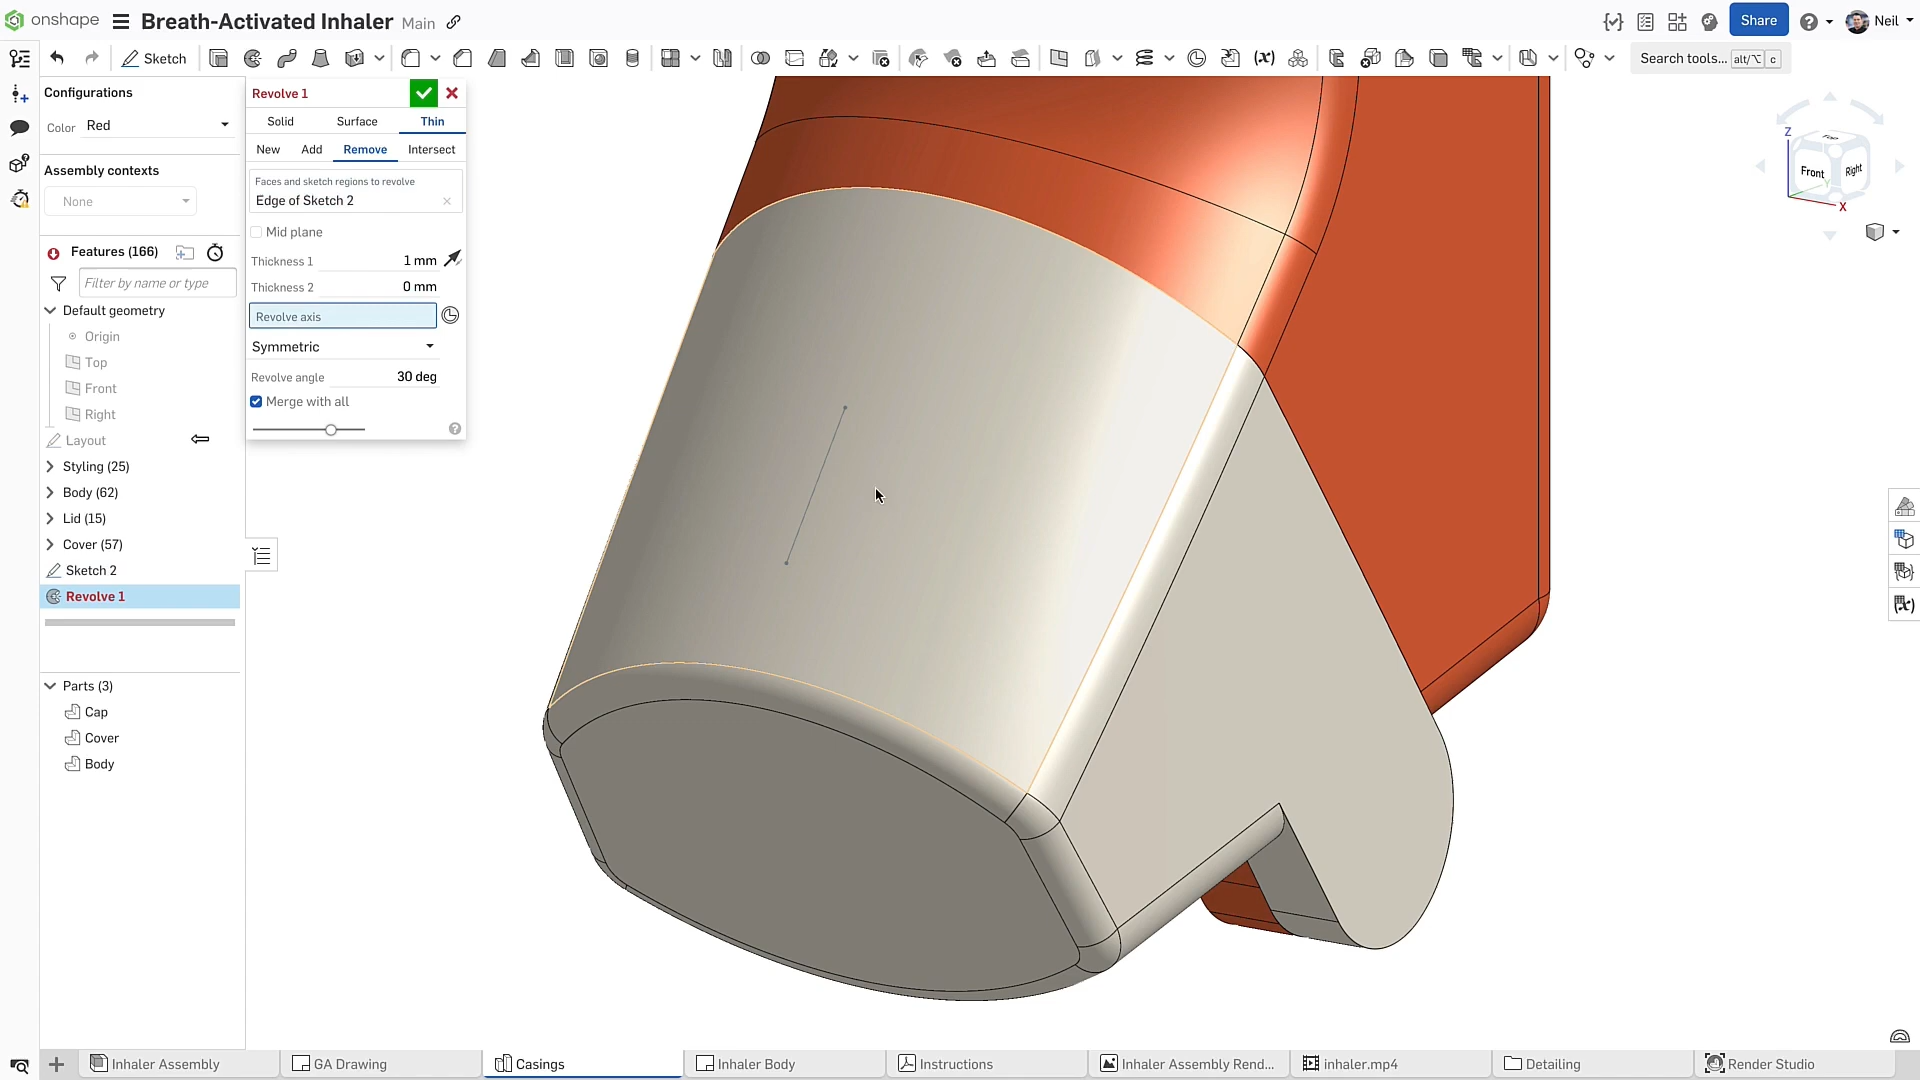 onshape
Breath-Activated Inhaler Main
Share
Neil
Sketch
Search tools... alt/⌥ c
Configurations
Color Red
Assembly contexts
None
Features (166)
Filter by name or type
Default geometry
Origin
Top
Front
Right
Layout
Styling (25)
Body (62)
Lid (15)
Cover (57)
Sketch 2
Revolve 1
Parts (3)
Cap
Cover
Body
Revolve 1
Solid Surface Thin
New Add Remove Intersect
Faces and sketch regions to revolve
Edge of Sketch 2
Mid plane
Thickness 1 1 mm
Thickness 2 0 mm
Revolve axis
Symmetric
Revolve angle 30 deg
Merge with all
Z
Top
Front Right
Y
X
Inhaler Assembly
GA Drawing
Casings
Inhaler Body
Instructions
Inhaler Assembly Rend...
inhaler.mp4
Detailing
Render Studio